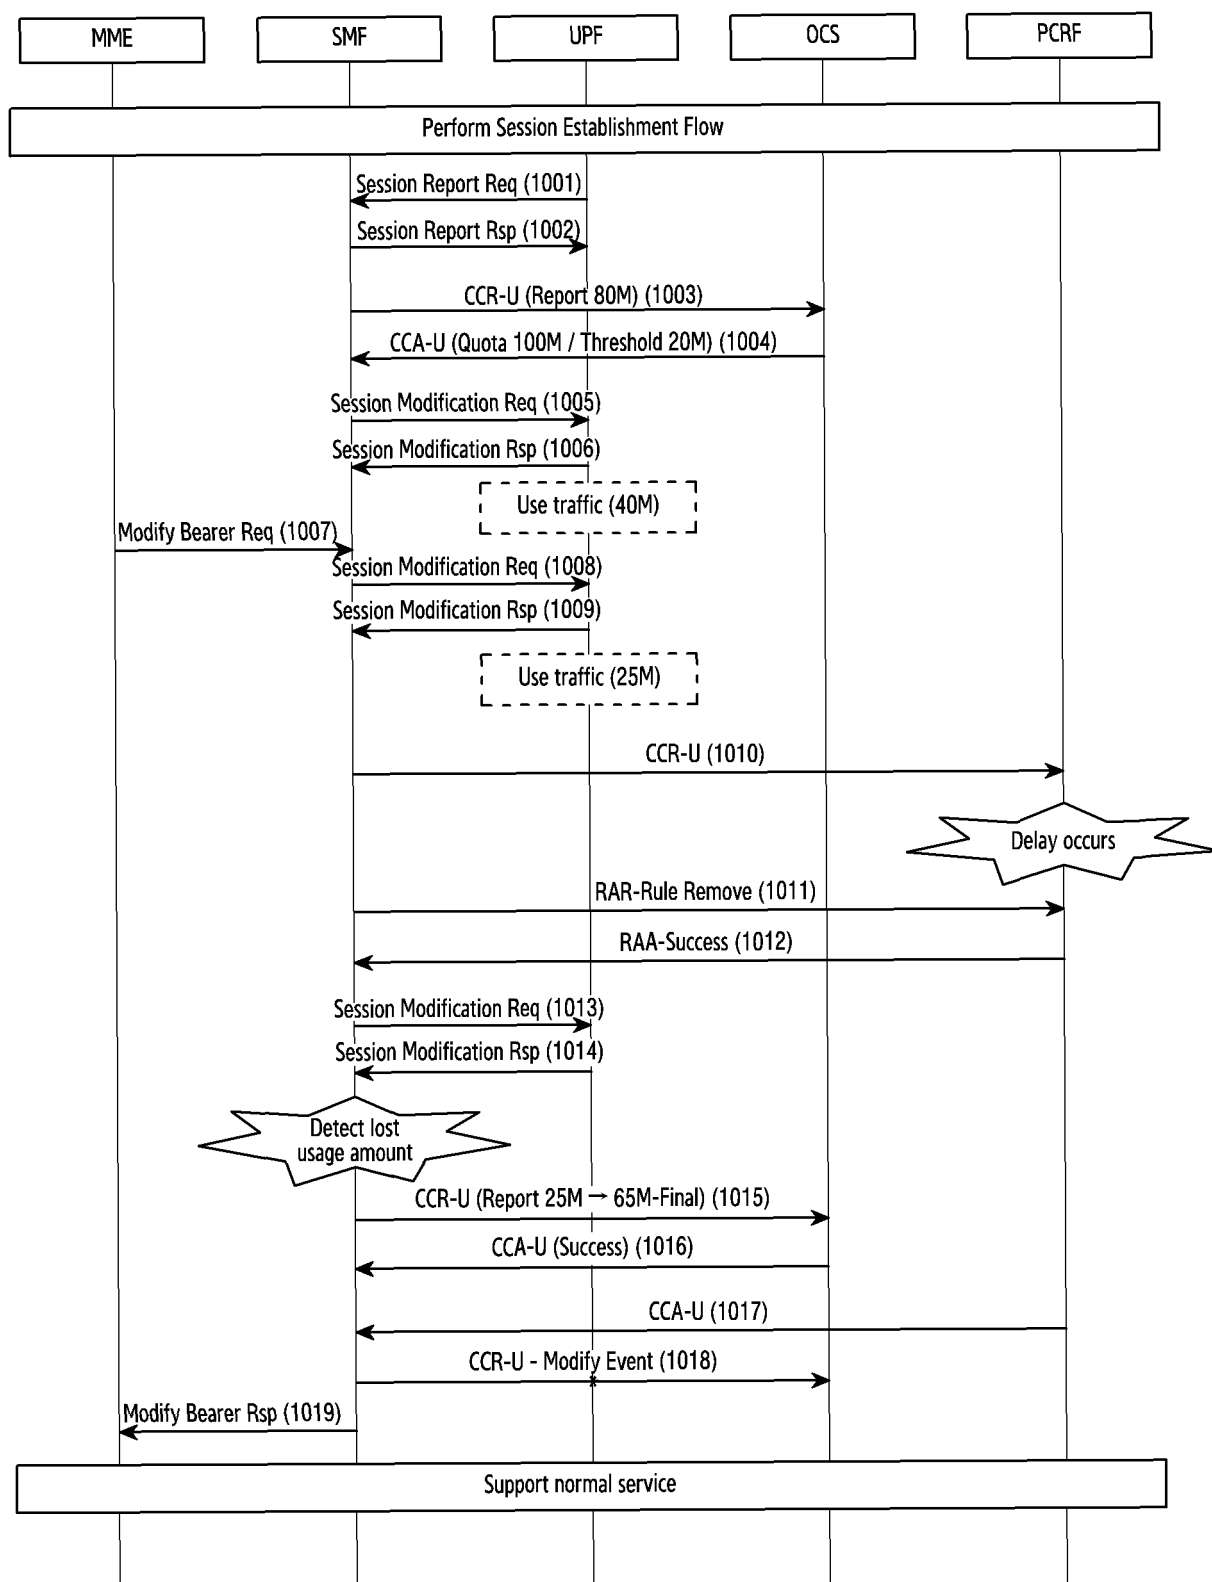 MME
SMF
UPF
OCS
PCRF
Perform Session Establishment Flow
Session Report Req (1001)
Session Report Rsp (1002)
CCR-U (Report 80M) (1003)
CCA-U (Quota 100M / Threshold 20M) (1004)
Session Modification Req (1005)
Session Modification Rsp (1006)
Use traffic (40M)
Modify Bearer Req (1007)
Session Modification Req (1008)
Session Modification Rsp (1009)
Use traffic (25M)
CCR-U (1010)
Delay occurs
RAR-Rule Remove (1011)
RAA-Success (1012)
Session Modification Req (1013)
Session Modification Rsp (1014)
Detect lost
usage amount
CCR-U (Report 25M → 65M-Final) (1015)
CCA-U (Success) (1016)
CCA-U (1017)
CCR-U - Modify Event (1018)
Modify Bearer Rsp (1019)
Support normal service